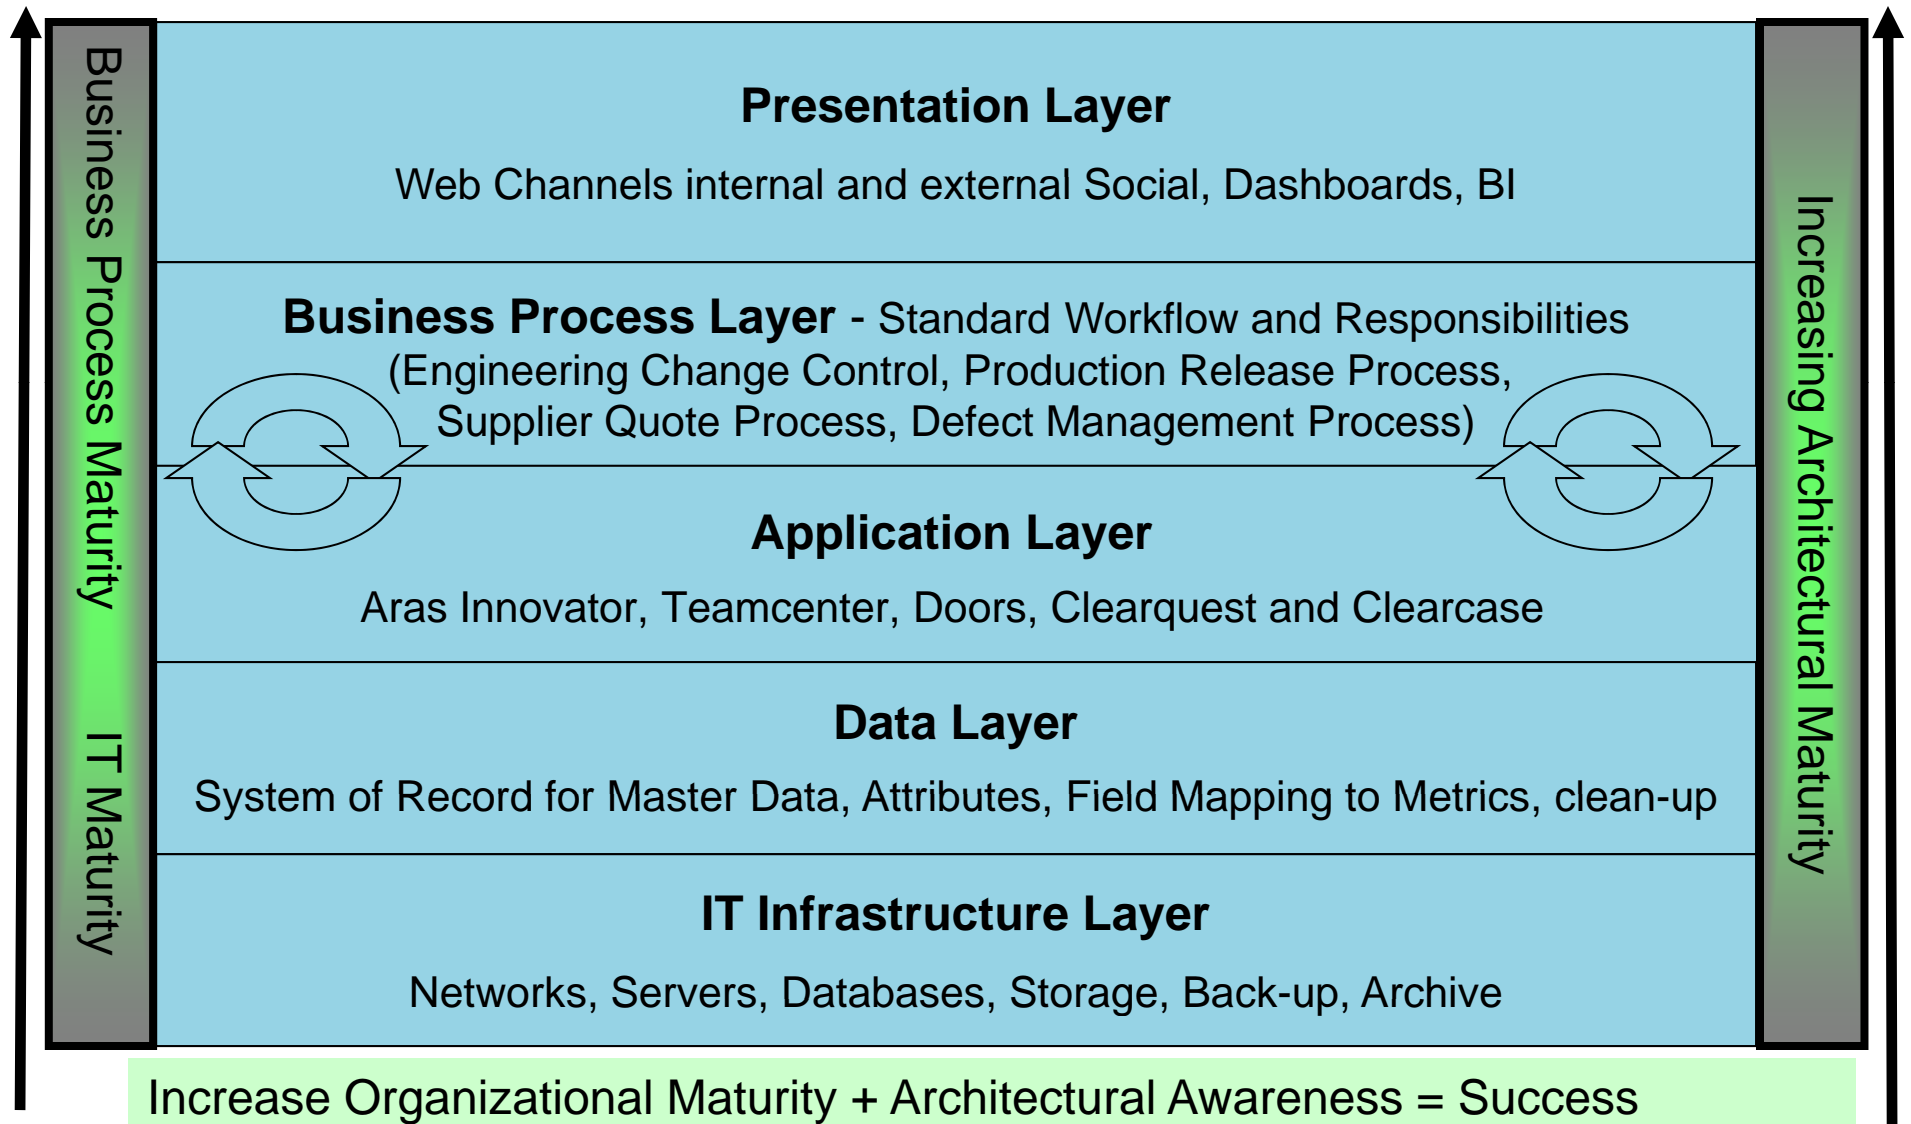 Business Process Maturity
IT Maturity
Presentation Layer
Web Channels internal and external Social, Dashboards, BI
Business Process Layer - Standard Workflow and Responsibilities
(Engineering Change Control, Production Release Process,
Supplier Quote Process, Defect Management Process)
Application Layer
Aras Innovator, Teamcenter, Doors, Clearquest and Clearcase
Data Layer
System of Record for Master Data, Attributes, Field Mapping to Metrics, clean-up
IT Infrastructure Layer
Networks, Servers, Databases, Storage, Back-up, Archive
Increasing Architectural Maturity
Increase Organizational Maturity + Architectural Awareness = Success